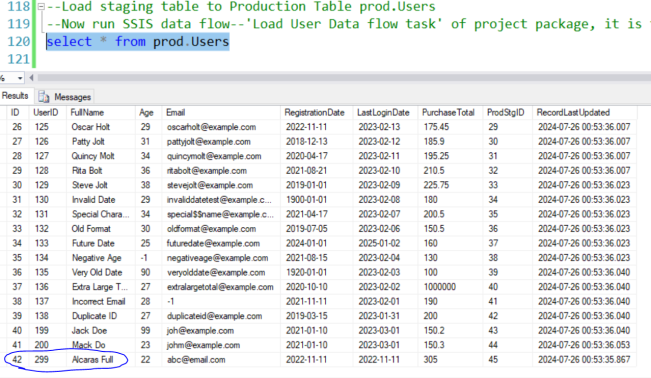 118 --Load staging table to Production Table prod.Users
119 --Now run SSIS data flow--'Load User Data flow task' of project package, it is
120 select * from prod.Users
121
%
Results Messages
ID UserID FullName Age Email RegistrationDate LastLoginDate PurchaseTotal ProdStgID RecordLastUpdated
26 125 Oscar Holt 29 oscarholt@example.com 2022-11-11 2023-02-13 175.45 29 2024-07-26 00:53:36.007
27 126 Patty Jolt 31 pattyjolt@example.com 2018-12-13 2023-02-12 185.9 30 2024-07-26 00:53:36.007
28 127 Quincy Molt 34 quincymolt@example.com 2020-04-17 2023-02-11 195.25 31 2024-07-26 00:53:36.007
29 128 Rita Bolt 36 ritabolt@example.com 2021-08-21 2023-02-10 210.5 32 2024-07-26 00:53:36.007
30 129 Steve Jolt 38 stevejolt@example.com 2019-01-01 2023-02-09 225.75 33 2024-07-26 00:53:36.023
31 130 Invalid Date 29 invaliddatetest@example.c... 1900-01-01 2023-02-08 180 34 2024-07-26 00:53:36.023
32 131 Special Chara... 34 special$$name@example.c... 2021-04-17 2023-02-07 200.5 35 2024-07-26 00:53:36.023
33 132 Old Format 30 oldformat@example.com 2019-07-05 2023-02-06 150.5 36 2024-07-26 00:53:36.023
34 133 Future Date 25 futuredate@example.com 2024-01-01 2025-01-02 160 37 2024-07-26 00:53:36.023
35 134 Negative Age -1 negativeage@example.com 2021-08-15 2023-02-04 130 38 2024-07-26 00:53:36.023
36 135 Very Old Date 90 veryolddate@example.com 1920-01-01 2023-02-03 100 39 2024-07-26 00:53:36.040
37 136 Extra Large T... 27 extralargetotal@example.com 2020-10-10 2023-02-02 1000000 40 2024-07-26 00:53:36.040
38 137 Incorrect Email 28 -1 2021-11-11 2023-02-01 190 41 2024-07-26 00:53:36.040
39 138 Duplicate ID 27 duplicateid@example.com 2019-03-15 2023-01-31 200 42 2024-07-26 00:53:36.040
40 199 Jack Doe 99 joh@example.com 2021-01-10 2023-03-01 150.2 43 2024-07-26 00:53:36.040
41 200 Mack Do 23 johm@example.com 2021-01-10 2023-03-01 150.3 44 2024-07-26 00:53:36.053
42 299 Alcaras Full 22 abc@email.com 2022-11-11 2022-11-11 305 45 2024-07-26 00:53:35.867